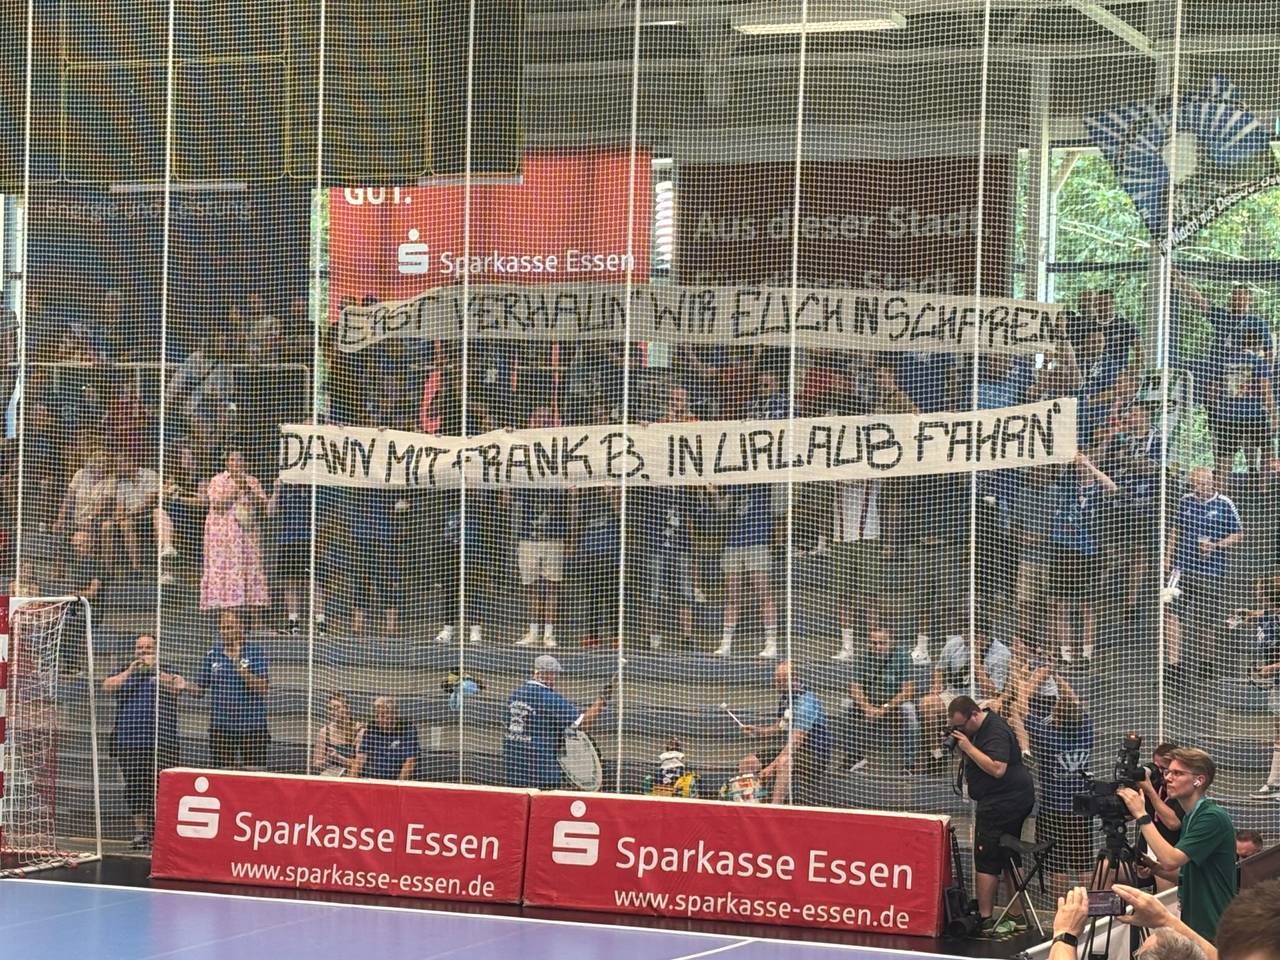 GUT.
Sparkasse Essen
Aus dieser Stadt
Stadt
ERST VERHAUN WIR EUCH IN SCHAREN
DANN MIT FRANK B. IN URLAUB FAHRN"
Sparkasse Essen
www.sparkasse-essen.de
Sparkasse Essen
www.sparkasse-essen.de